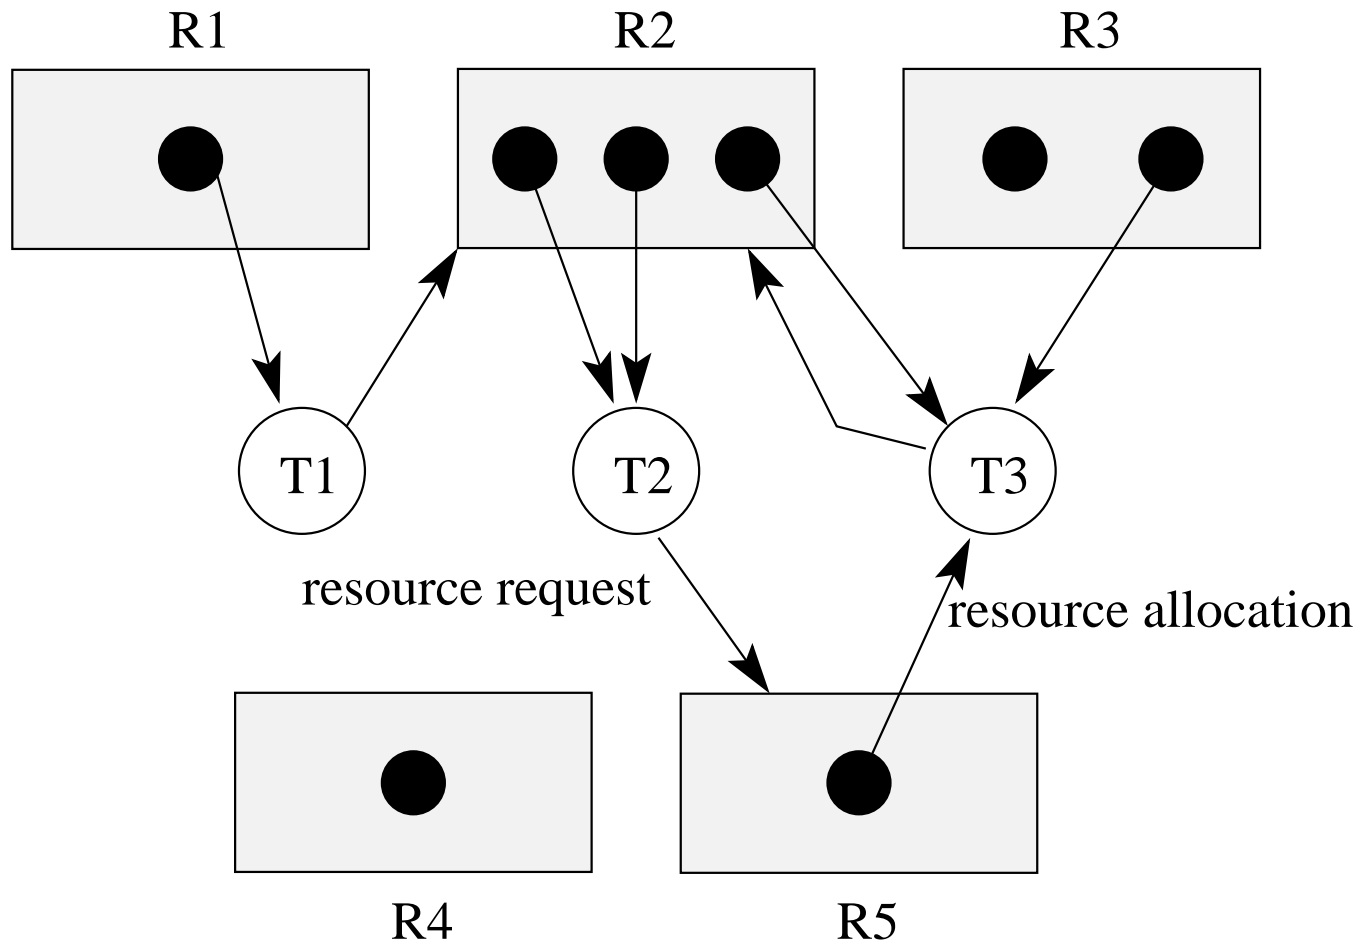 R1
R2
R3
T1
T2
T3
resource request
resource allocation
R4
R5